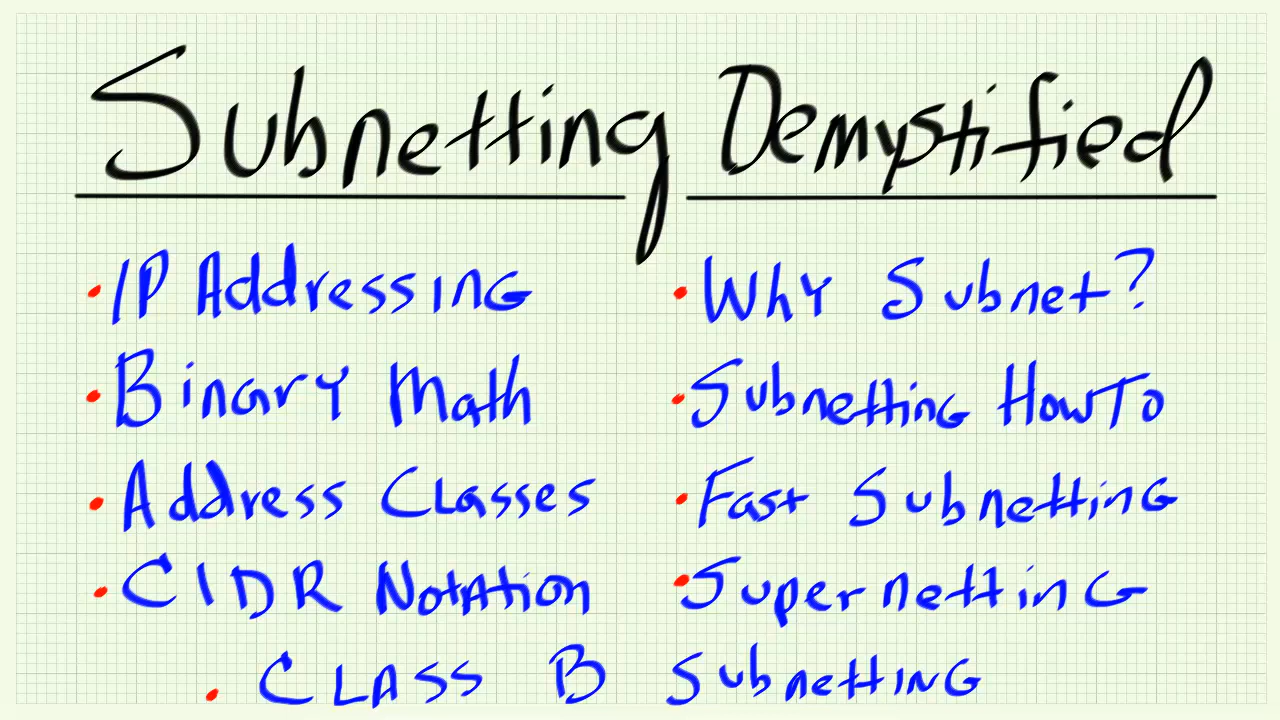 Subnetting Demystified
• IP Addressing
• Binary Math
• Address Classes
• CIDR Notation
• Why Subnet?
• Subnetting HowTo
• Fast Subnetting
• Supernetting
• Class B Subnetting